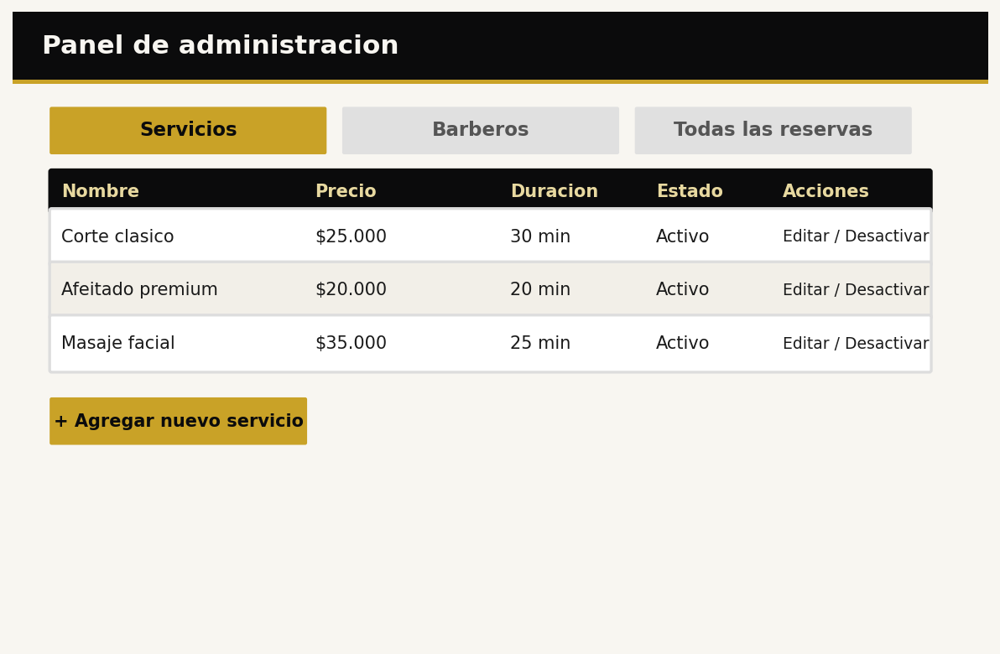 Panel de administracion
Servicios Barberos Todas las reservas
Nombre Precio Duracion Estado Acciones
Corte clasico $25.000 30 min Activo Editar / Desactivar
Afeitado premium $20.000 20 min Activo Editar / Desactivar
Masaje facial $35.000 25 min Activo Editar / Desactivar
+ Agregar nuevo servicio